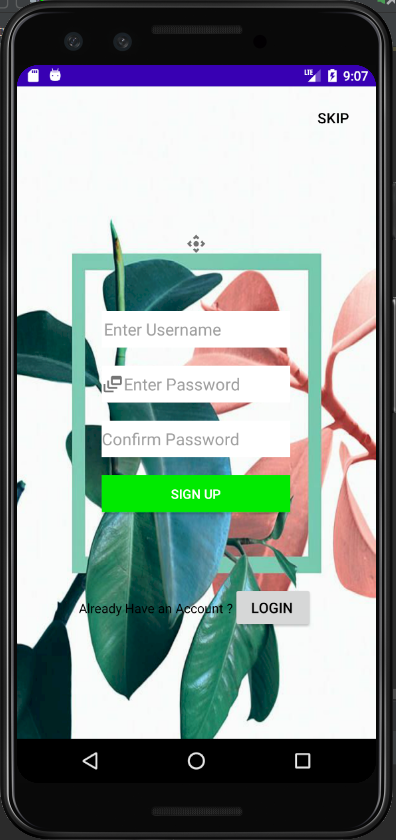 LTE 9:07
SKIP
Enter Username
Enter Password
Confirm Password
SIGN UP
Already Have an Account ? LOGIN